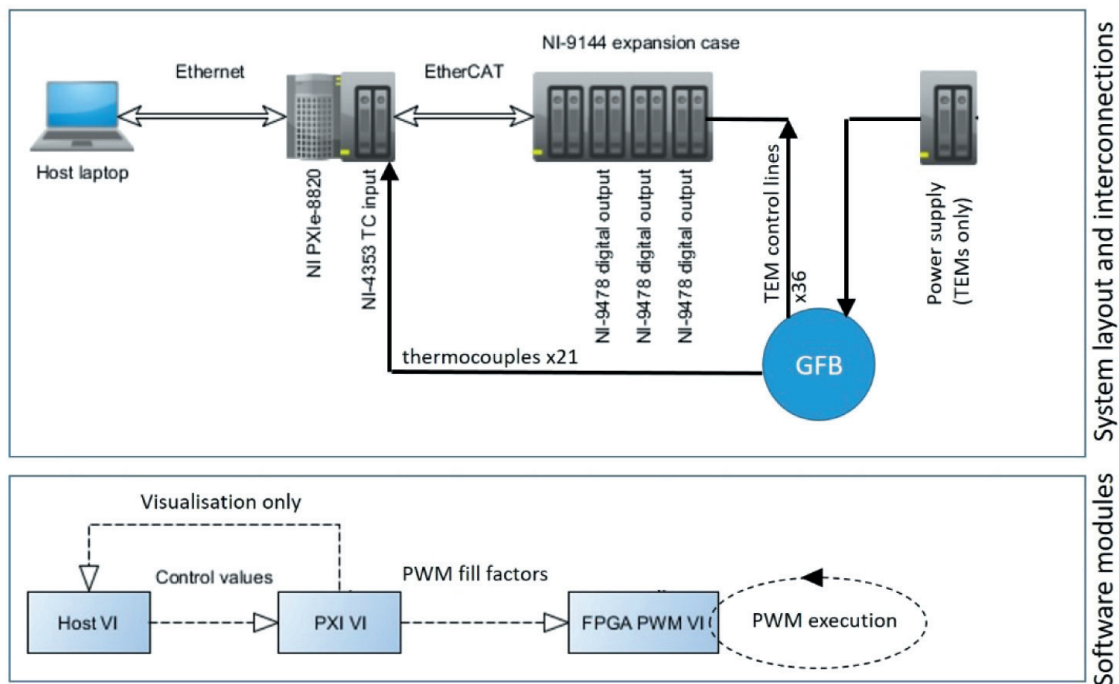 NI-9144 expansion case
Ethernet
EtherCAT
Host laptop
NI PXIe-8820
NI-4353 TC input
NI-9478 digital output
NI-9478 digital output
NI-9478 digital output
TEM control lines
x36
Power supply
(TEMs only)
thermocouples x21
GFB
System layout and interconnections
Visualisation only
Control values
PWM fill factors
Host VI
PXI VI
FPGA PWM VI
PWM execution
Software modules